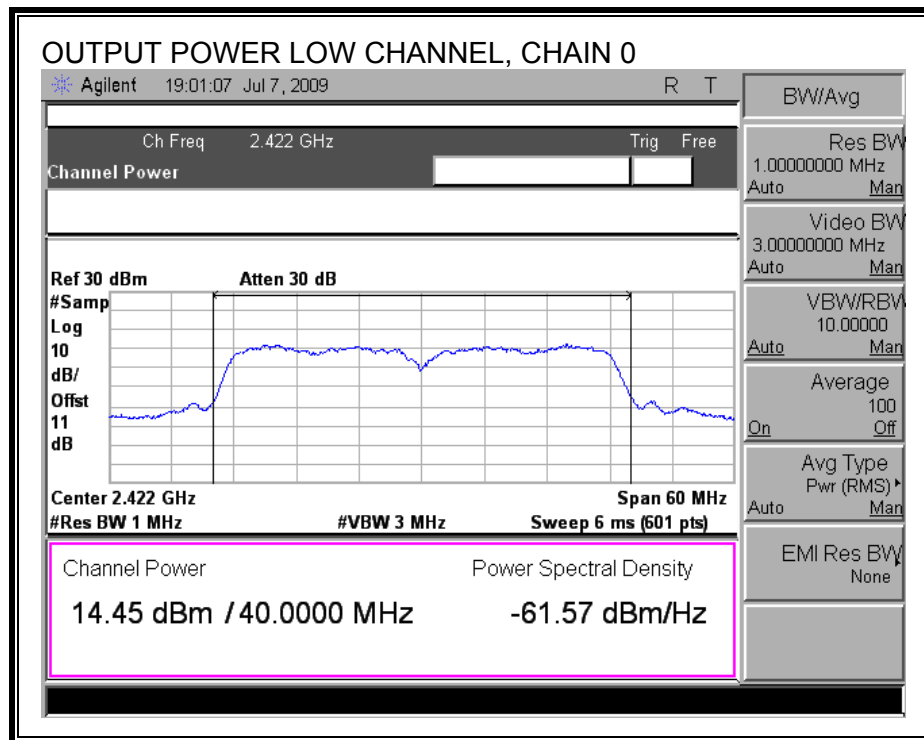 OUTPUT POWER LOW CHANNEL, CHAIN 0
Agilent 19:01:07 Jul 7, 2009 R T
Ch Freq 2.422 GHz Trig Free
Channel Power
Ref 30 dBm Atten 30 dB
#Samp
Log
10
dB/
Offst
11
dB
Center 2.422 GHz Span 60 MHz
#Res BW 1 MHz #VBW 3 MHz Sweep 6 ms (601 pts)
Channel Power Power Spectral Density
14.45 dBm / 40.0000 MHz -61.57 dBm/Hz
BW/Avg
Res BW
1.00000000 MHz
Auto Man
Video BW
3.00000000 MHz
Auto Man
VBW/RBW
10.00000
Auto Man
Average
100
On Off
Avg Type
Pwr (RMS)
Auto Man
EMI Res BW
None